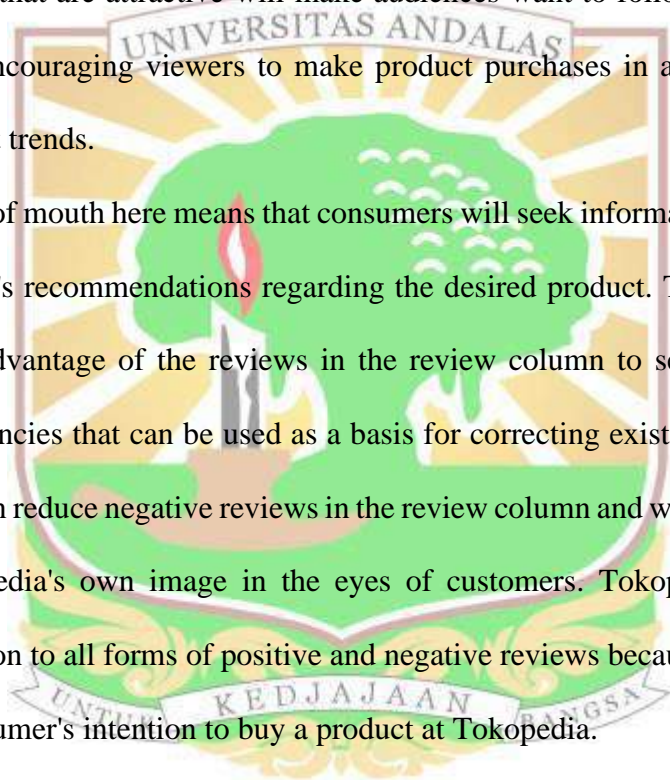 that are attractive will make audiences want to follo
UNIVERSITAS ANDALAS
couraging viewers to make product purchases in a
trends.
of mouth here means that consumers will seek informa
's recommendations regarding the desired product. T
dvantage of the reviews in the review column to s
ncies that can be used as a basis for correcting exist
n reduce negative reviews in the review column and w
edia's own image in the eyes of customers. Tokop
on to all forms of positive and negative reviews becau
umer's intention to buy a product at Tokopedia.
UNTUK KEDJAJAAN BANGSA